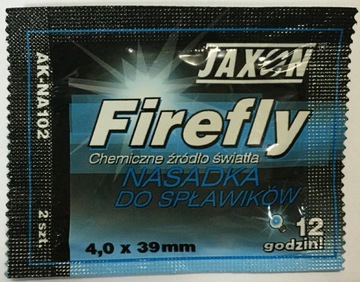 JAXON
Firefly
Chemiczne źródło światła
NASADKA
DO SPŁAWIKÓW
12
godzin!
4,0 x 39mm
AK-NA102
2 szt.